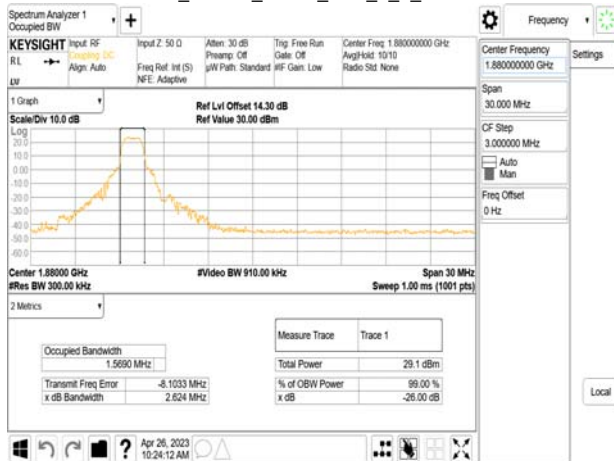 Spectrum Analyzer 1
Occupied BW
Frequency
KEYSIGHT
RL
Input: RF
Coupling: DC
Align: Auto
Input Z: 50 Ω
Freq Ref: Int (S)
NFE: Adaptive
Atten: 30 dB
Preamp: Off
µW Path: Standard
Trig: Free Run
Gate: Off
#IF Gain: Low
Center Freq: 1.880000000 GHz
Avg|Hold: 10/10
Radio Std: None
Center Frequency
1.880000000 GHz
Settings
Span
30.000 MHz
CF Step
3.000000 MHz
Auto
Man
Freq Offset
0 Hz
Local
1 Graph
Scale/Div 10.0 dB
Ref Lvl Offset 14.30 dB
Ref Value 30.00 dBm
Log
20.0
10.0
0.00
-10.0
-20.0
-30.0
-40.0
-50.0
-60.0
Center 1.88000 GHz
#Res BW 300.00 kHz
#Video BW 910.00 kHz
Span 30 MHz
Sweep 1.00 ms (1001 pts)
2 Metrics
Occupied Bandwidth
1.5690 MHz
Transmit Freq Error -8.1033 MHz
x dB Bandwidth 2.624 MHz
Measure Trace Trace 1
Total Power 29.1 dBm
% of OBW Power 99.00 %
x dB -26.00 dB
?
Apr 26, 2023
10:24:12 AM